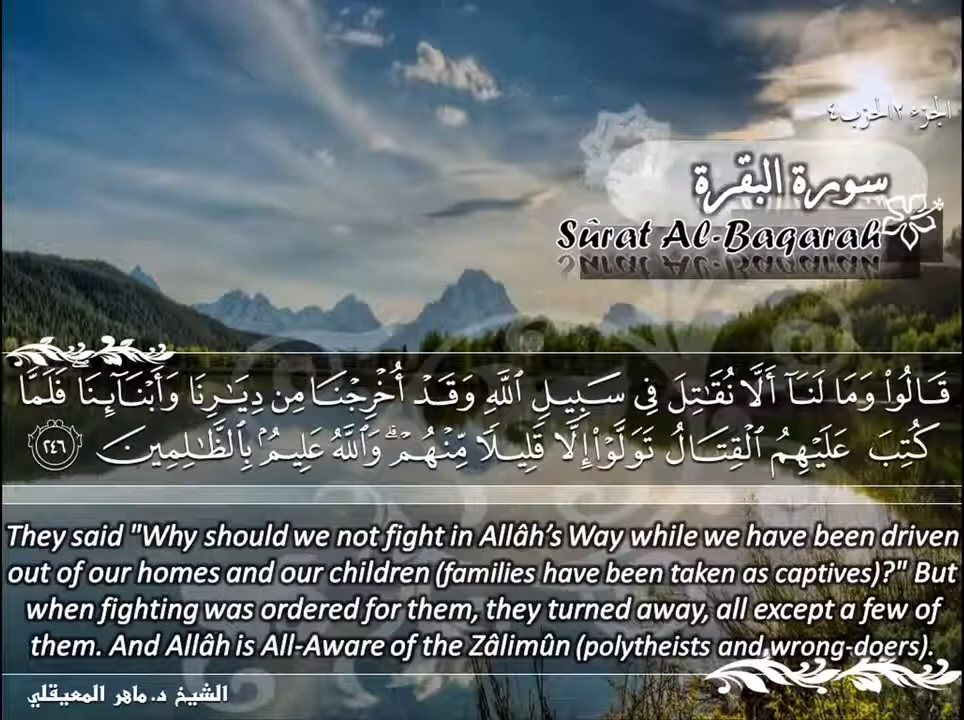 الجزء ٢ الحزب ٤
سورة البقرة
Sûrat Al-Baqarah
قَالُوا۟ وَمَا لَنَآ أَلَّا نُقَـٰتِلَ فِى سَبِيلِ ٱللَّهِ وَقَدْ أُخْرِجْنَا مِن دِيَـٰرِنَا وَأَبْنَآئِنَا فَلَمَّا
كُتِبَ عَلَيْهِمُ ٱلْقِتَالُ تَوَلَّوْا۟ إِلَّا قَلِيلًا مِّنْهُمْ ۗ وَٱللَّهُ عَلِيمٌۢ بِٱلظَّـٰلِمِينَ ٢٤٦
They said "Why should we not fight in Allâh’s Way while we have been driven
out of our homes and our children (families have been taken as captives)?" But
when fighting was ordered for them, they turned away, all except a few of
them. And Allâh is All-Aware of the Zâlimûn (polytheists and wrong-doers).
الشيخ د. ماهر المعيقلي